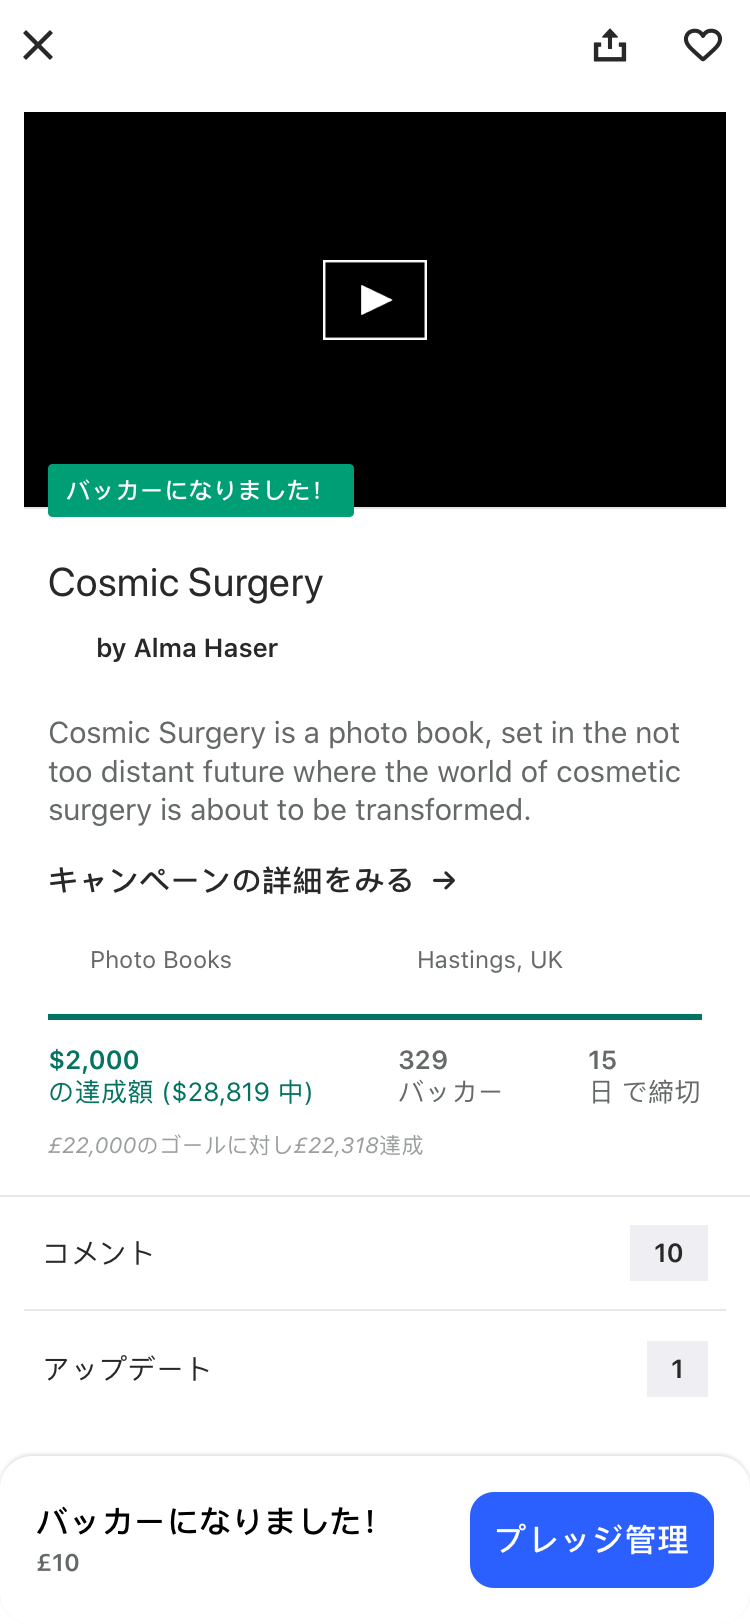 バッカーになりました!
Cosmic Surgery
by Alma Haser
Cosmic Surgery is a photo book, set in the not
too distant future where the world of cosmetic
surgery is about to be transformed.
キャンペーンの詳細をみる →
Photo Books
Hastings, UK
$2,000
の達成額 ($28,819 中)
329
バッカー
15
日 で締切
£22,000のゴールに対し£22,318達成
コメント
10
アップデート
1
バッカーになりました!
£10
プレッジ管理